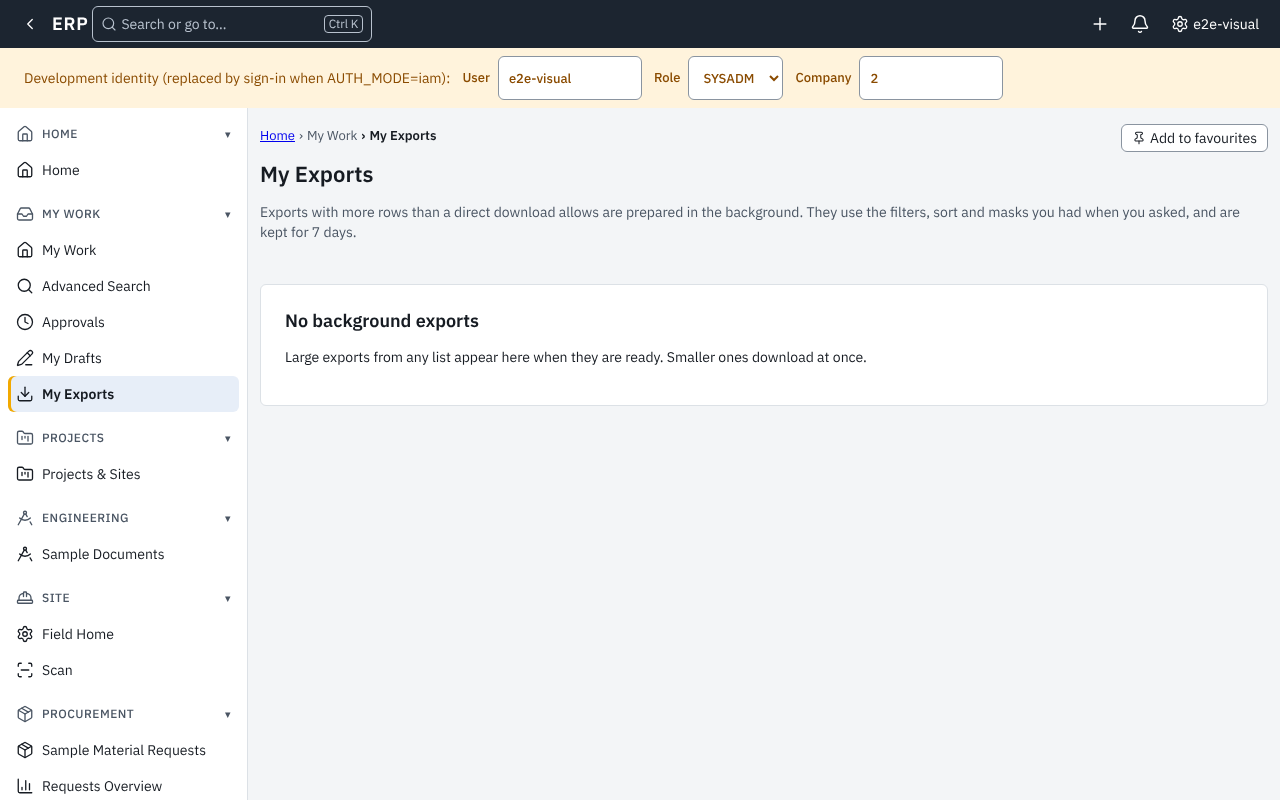 ERP
Search or go to...
Ctrl K
e2e-visual
Development identity (replaced by sign-in when AUTH_MODE=iam):
User
e2e-visual
Role
SYSADM
Company
2
HOME
Home
MY WORK
My Work
Advanced Search
Approvals
My Drafts
My Exports
PROJECTS
Projects & Sites
ENGINEERING
Sample Documents
SITE
Field Home
Scan
PROCUREMENT
Sample Material Requests
Requests Overview
Home › My Work › My Exports
Add to favourites
My Exports
Exports with more rows than a direct download allows are prepared in the background. They use the filters, sort and masks you had when you asked, and are
kept for 7 days.
No background exports
Large exports from any list appear here when they are ready. Smaller ones download at once.